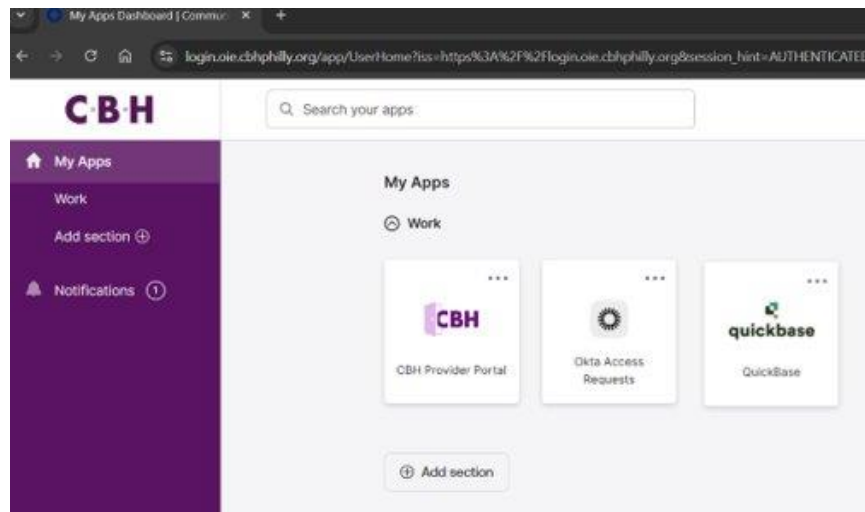 My Apps Dashboard | Commun
login.oie.cbhphilly.org/app/UserHome?iss=https%3A%2F%2Flogin.oie.cbhphilly.org&session_hint=AUTHENTICATED
C·B·H
Search your apps
My Apps
Work
Add section
Notifications 1
My Apps
Work
CBH
CBH Provider Portal
Okta Access
Requests
quickbase
QuickBase
Add section